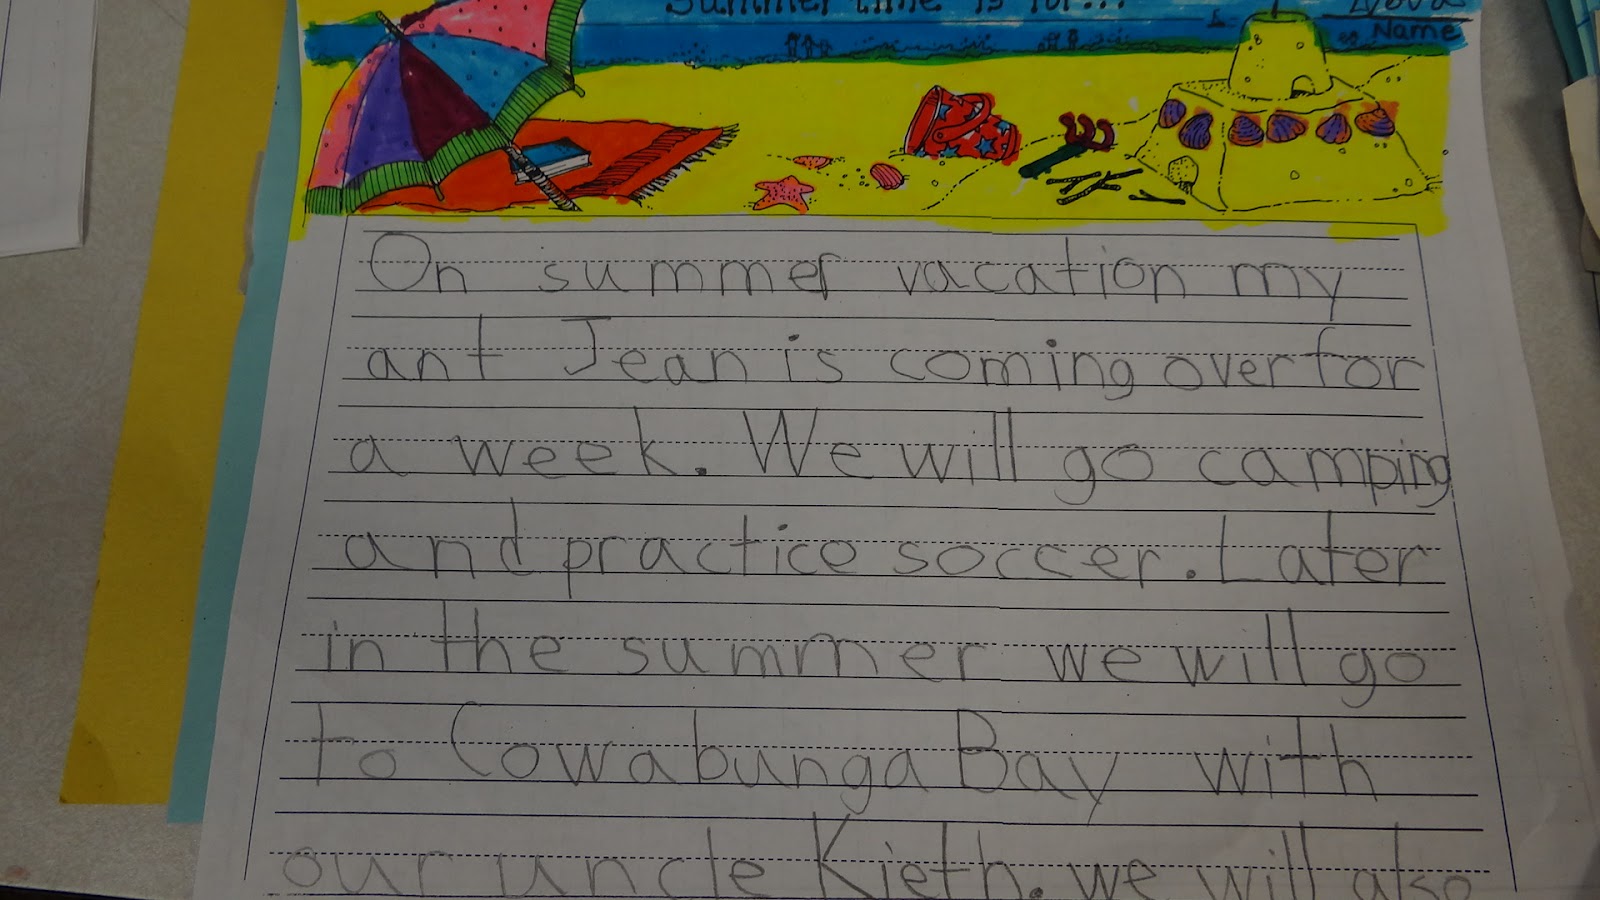 Summer time is for...
Name
On summer vacation my
ant Jean is coming over for
a week. We will go camping
and practice soccer. Later
in the summer we will go
to Cowabunga Bay with
our uncle Kieth. we will also